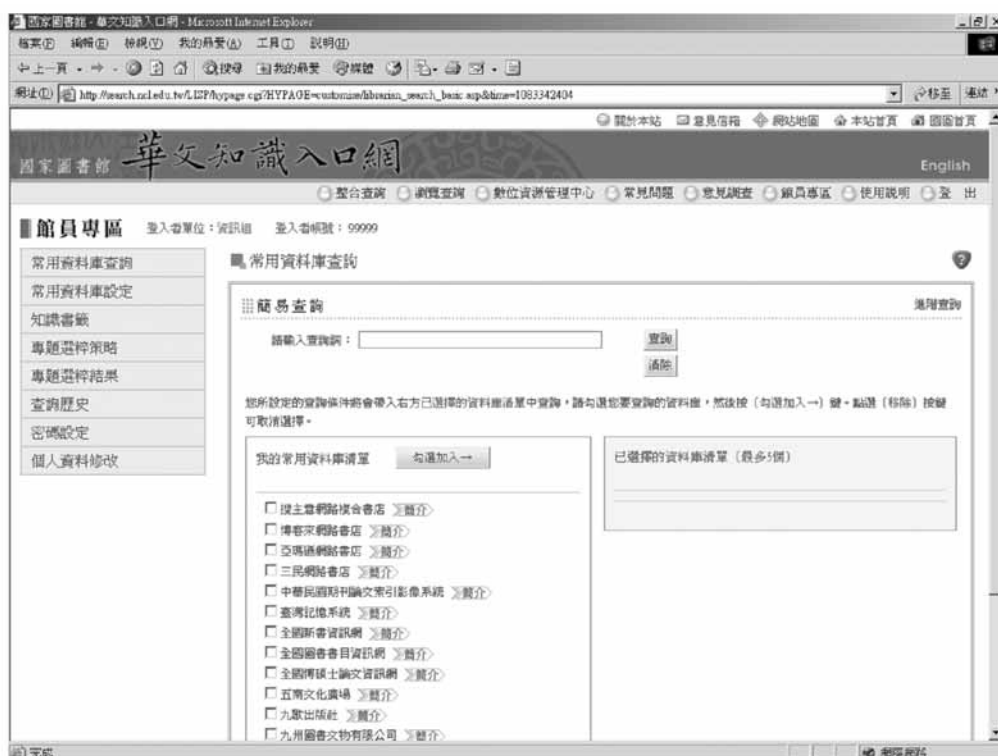 國家圖書館 - 華文知識入口網 - Microsoft Internet Explorer
檔案(F) 編輯(E) 檢視(V) 我的最愛(A) 工具(T) 說明(H)
上一頁 搜尋 我的最愛 媒體
網址(D) http://search.ncl.edu.tw/LISP/hypage.cgi?HYPAGE=customize/librarian_search_basic.asp&time=1083342404 移至 連結
關於本站 意見信箱 網站地圖 本站首頁 國圖首頁
國家圖書館 華文知識入口網 English
整合查詢 瀏覽查詢 數位資源管理中心 常見問題 意見調查 館員專區 使用說明 登 出
館員專區 登入者單位：資訊組 登入者帳號：99999
常用資料庫查詢
常用資料庫設定
知識書籤
專題選粹策略
專題選粹結果
查詢歷史
密碼設定
個人資料修改
常用資料庫查詢
簡易查詢 進階查詢
請輸入查詢詞： 查詢
清除
您所設定的查詢條件將會帶入右方已選擇的資料庫清單中查詢，請勾選您要查詢的資料庫，然後按〔勾選加入→〕鍵。點選〔移除〕按鍵
可取消選擇。
我的常用資料庫清單 勾選加入→
已選擇的資料庫清單（最多5個）
搜主意網路複合書店 簡介
博客來網路書店 簡介
亞瑪遜網路書店 簡介
三民網路書店 簡介
中華民國期刊論文索引影像系統 簡介
臺灣記憶系統 簡介
全國新書資訊網 簡介
全國圖書書目資訊網 簡介
全國博碩士論文資訊網 簡介
五南文化廣場 簡介
九歌出版社 簡介
九州圖書文物有限公司 簡介
完成 網際網路